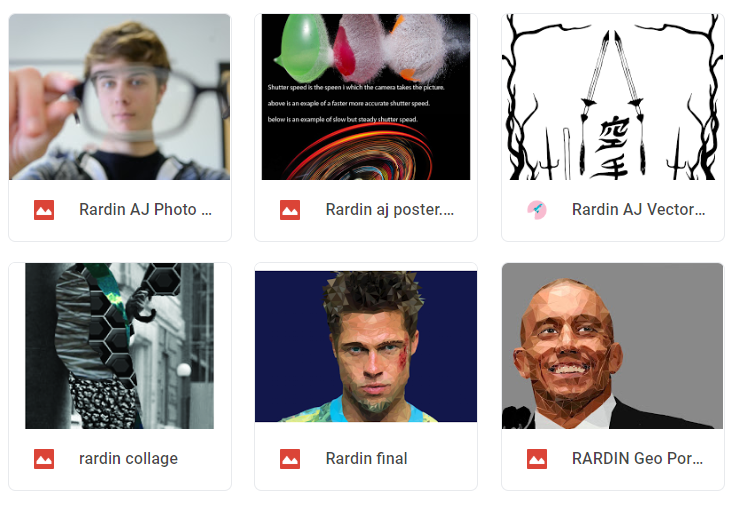 Shutter speed is the speen i which the camera takes the picture.
above is an exaple of a faster more accurate shutter speed.
below is an example of slow but steady shutter spead.
空
手
Rardin AJ Photo ...
Rardin aj poster....
Rardin AJ Vector...
rardin collage
Rardin final
RARDIN Geo Por...